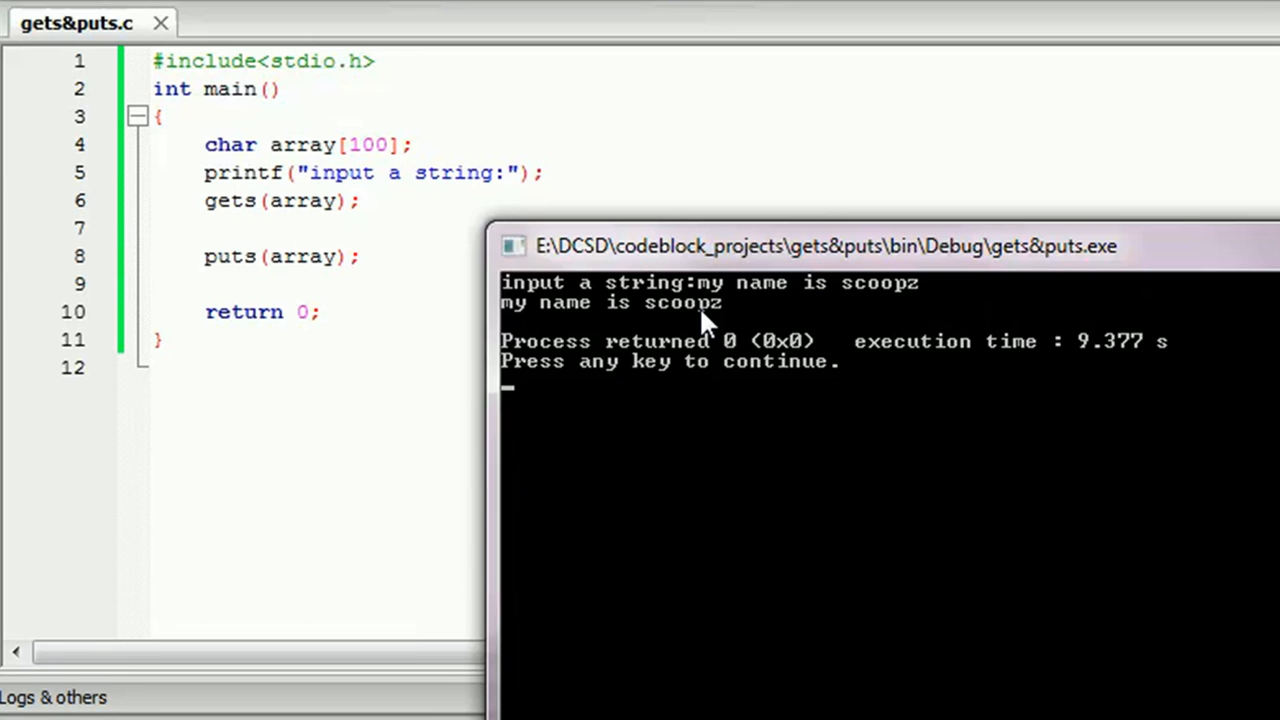 gets&puts.c
1 #include<stdio.h>
2 int main()
3 {
4 char array[100];
5 printf("input a string:");
6 gets(array);
7
8 puts(array);
9
10 return 0;
11 }
12
E:\DCSD\codeblock_projects\gets&puts\bin\Debug\gets&puts.exe
input a string:my name is scoopz
my name is scoopz
Process returned 0 (0x0) execution time : 9.377 s
Press any key to continue.
Logs & others